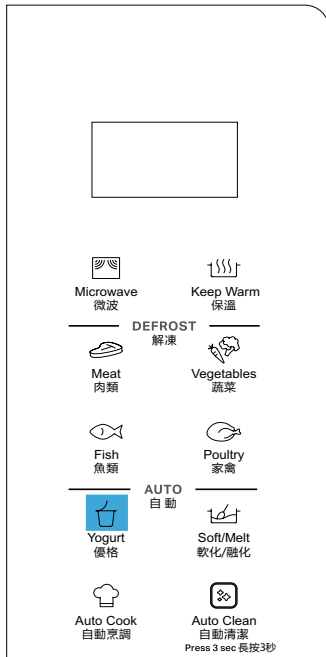 Microwave Keep Warm
微波 保溫
DEFROST
解凍
Meat Vegetables
肉類 蔬菜
Fish Poultry
魚類 家禽
AUTO
自動
Yogurt Soft/Melt
優格 軟化/融化
Auto Cook Auto Clean
自動烹調 自動清潔
Press 3 sec 長按3秒